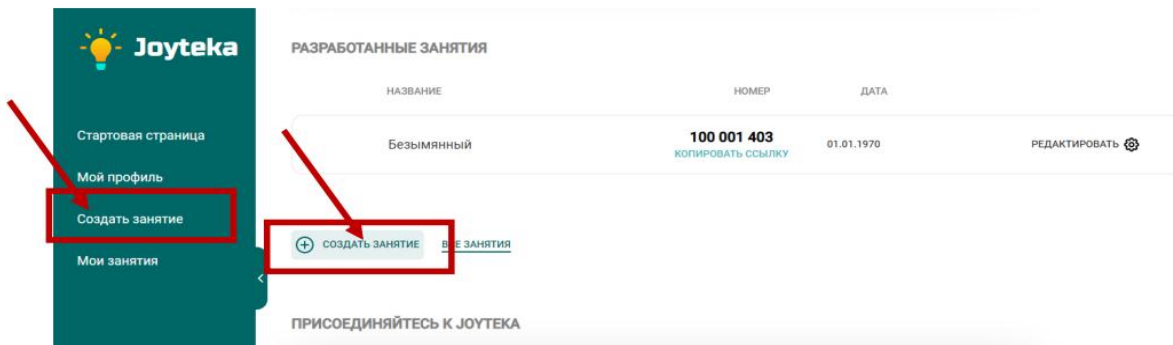 Joyteka
Стартовая страница
Мой профиль
Создать занятие
Мои занятия
РАЗРАБОТАННЫЕ ЗАНЯТИЯ
НАЗВАНИЕ НОМЕР ДАТА
Безымянный 100 001 403 01.01.1970 РЕДАКТИРОВАТЬ
КОПИРОВАТЬ ССЫЛКУ
СОЗДАТЬ ЗАНЯТИЕ ВСЕ ЗАНЯТИЯ
ПРИСОЕДИНЯЙТЕСЬ К JOYTEKA